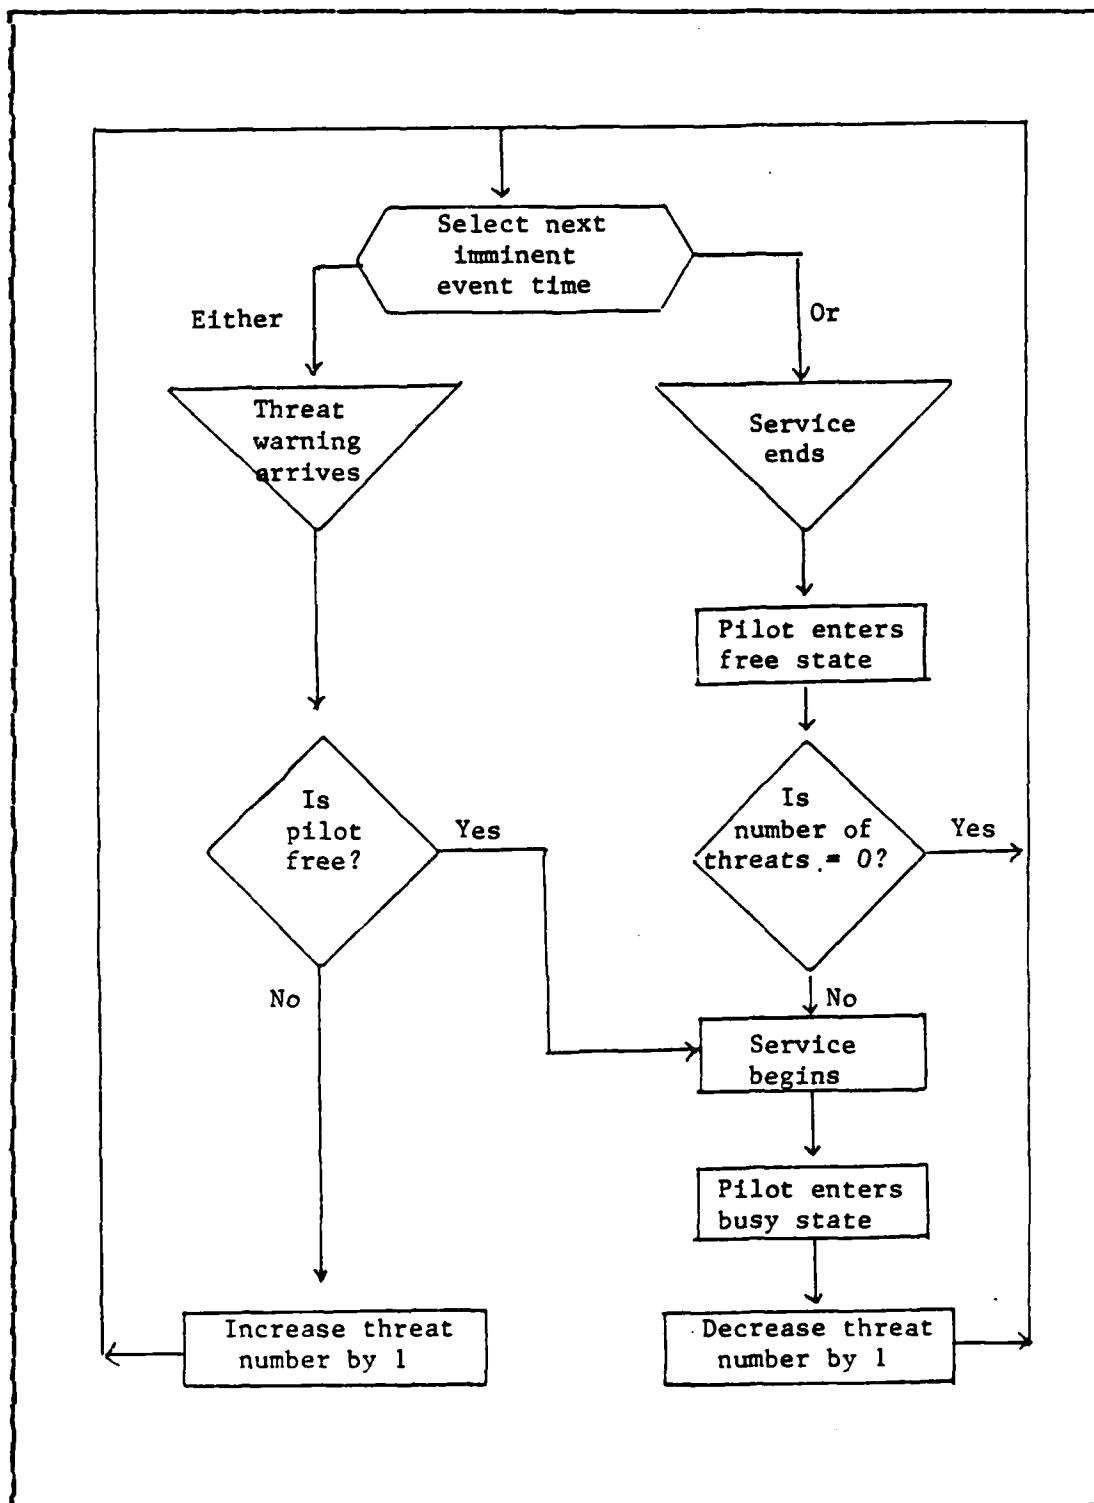 Select next
imminent
event time
Either
Or
Threat
warning
arrives
Service
ends
Pilot enters
free state
Is
pilot
free?
Yes
Is
number of
threats = 0?
Yes
No
No
Service
begins
Pilot enters
busy state
Increase threat
number by 1
Decrease threat
number by 1